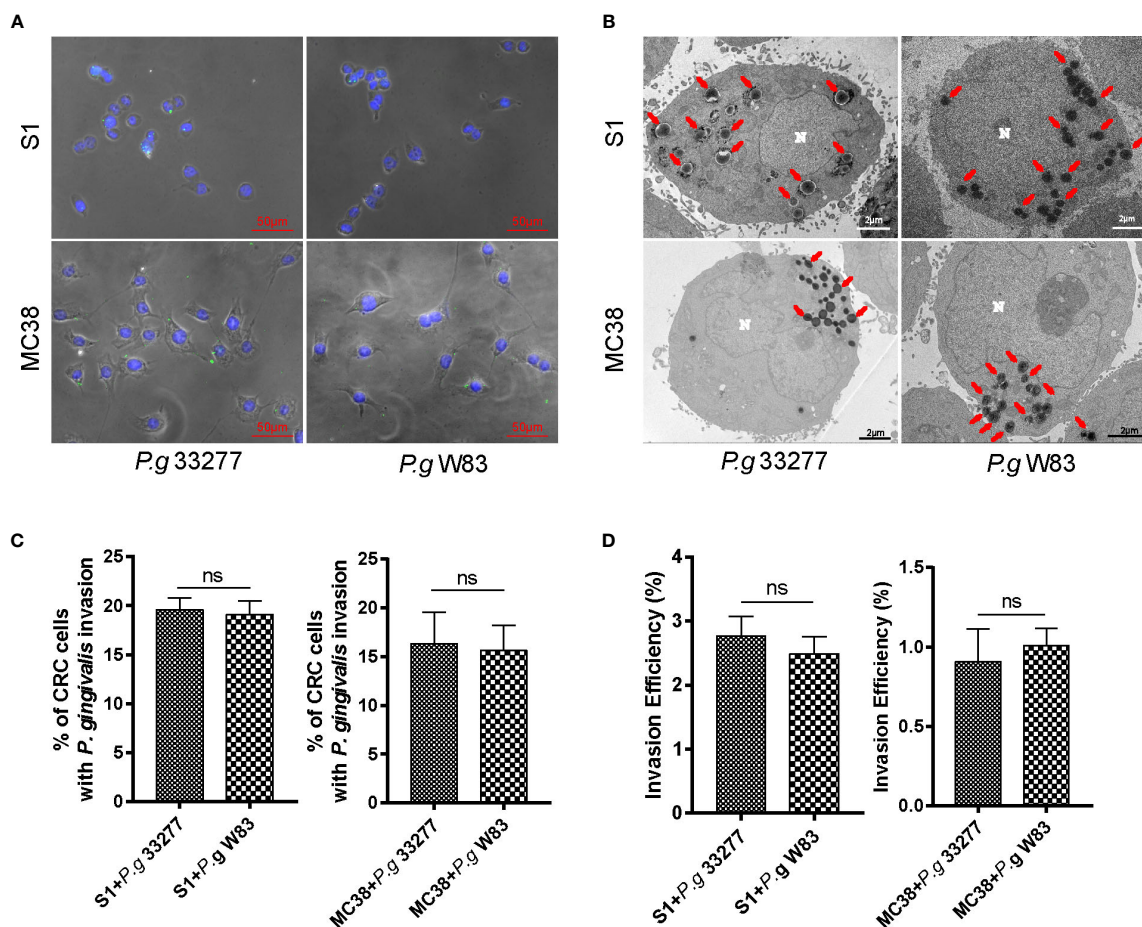 A
S1
MC38
50μm
50μm
50μm
50μm
P.g 33277
P.g W83
B
S1
MC38
N
N
N
N
2μm
2μm
2μm
2μm
P.g 33277
P.g W83
C
% of CRC cells
with P. gingivalis invasion
25
20
15
10
5
0
ns
S1+P.g 33277
S1+P.g W83
% of CRC cells
with P. gingivalis invasion
25
20
15
10
5
0
ns
MC38+P.g 33277
MC38+P.g W83
D
Invasion Efficiency (%)
4
3
2
1
0
ns
S1+P.g 33277
S1+P.g W83
Invasion Efficiency (%)
1.5
1.0
0.5
0.0
ns
MC38+P.g 33277
MC38+P.g W83